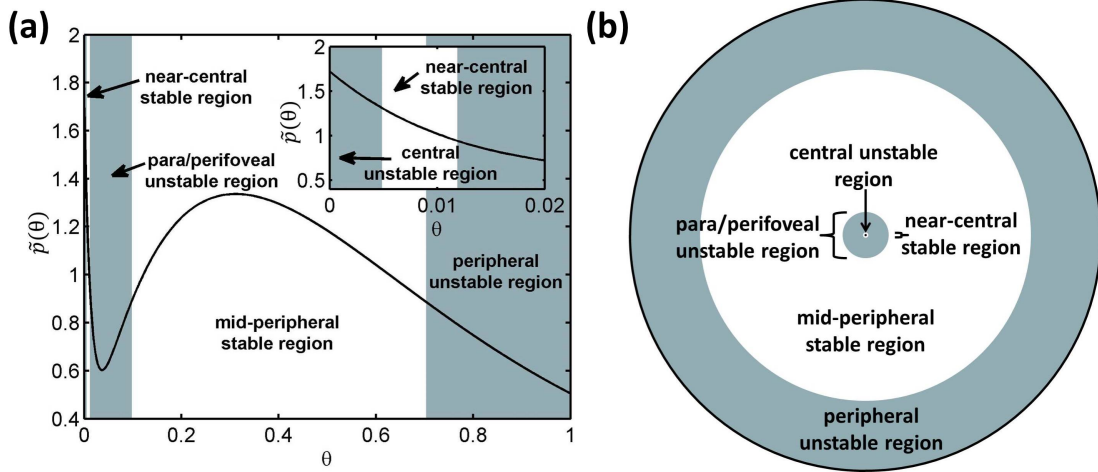 (a)
2
1.8
1.6
1.4
1.2
1
0.8
0.6
0.4
p̃(θ)
0
0.2
0.4
0.6
0.8
1
θ
near-central
stable region
para/perifoveal
unstable region
mid-peripheral
stable region
peripheral
unstable region
2
1.5
1
0.5
p̃(θ)
0
0.01
0.02
θ
near-central
stable region
central
unstable region
(b)
central unstable
region
para/perifoveal
unstable region
near-central
stable region
mid-peripheral
stable region
peripheral
unstable region